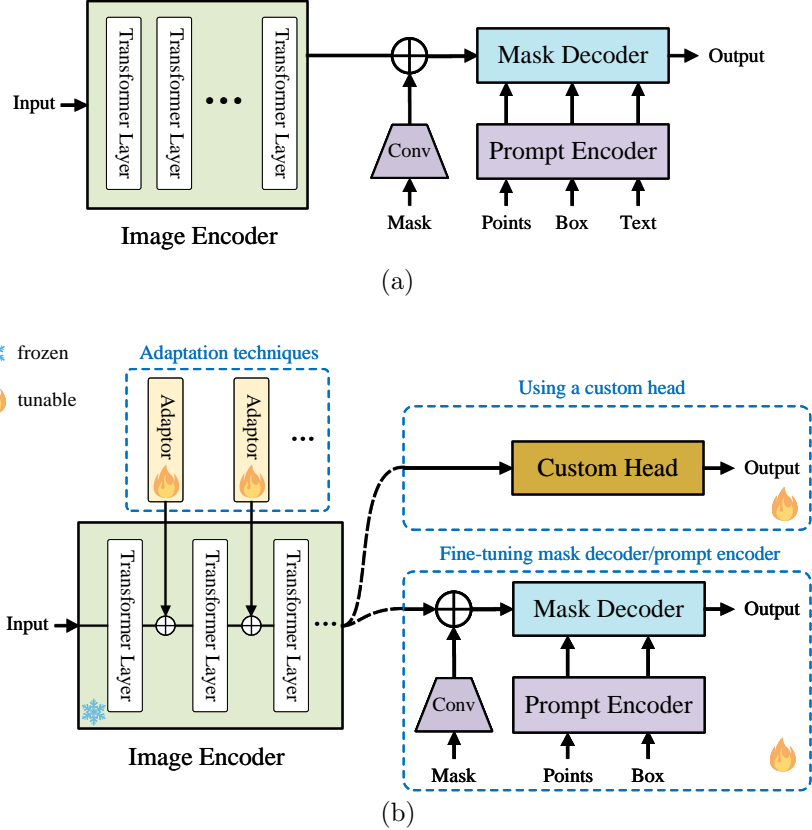 Transformer Layer
Transformer Layer
Transformer Layer
Input
Mask Decoder
Output
Conv
Prompt Encoder
Mask
Points
Box
Text
Image Encoder
(a)
frozen
tunable
Adaptation techniques
Adaptor
Adaptor
Using a custom head
Custom Head
Output
Fine-tuning mask decoder/prompt encoder
Input
Transformer Layer
Transformer Layer
Transformer Layer
Mask Decoder
Output
Conv
Prompt Encoder
Mask
Points
Box
Image Encoder
(b)